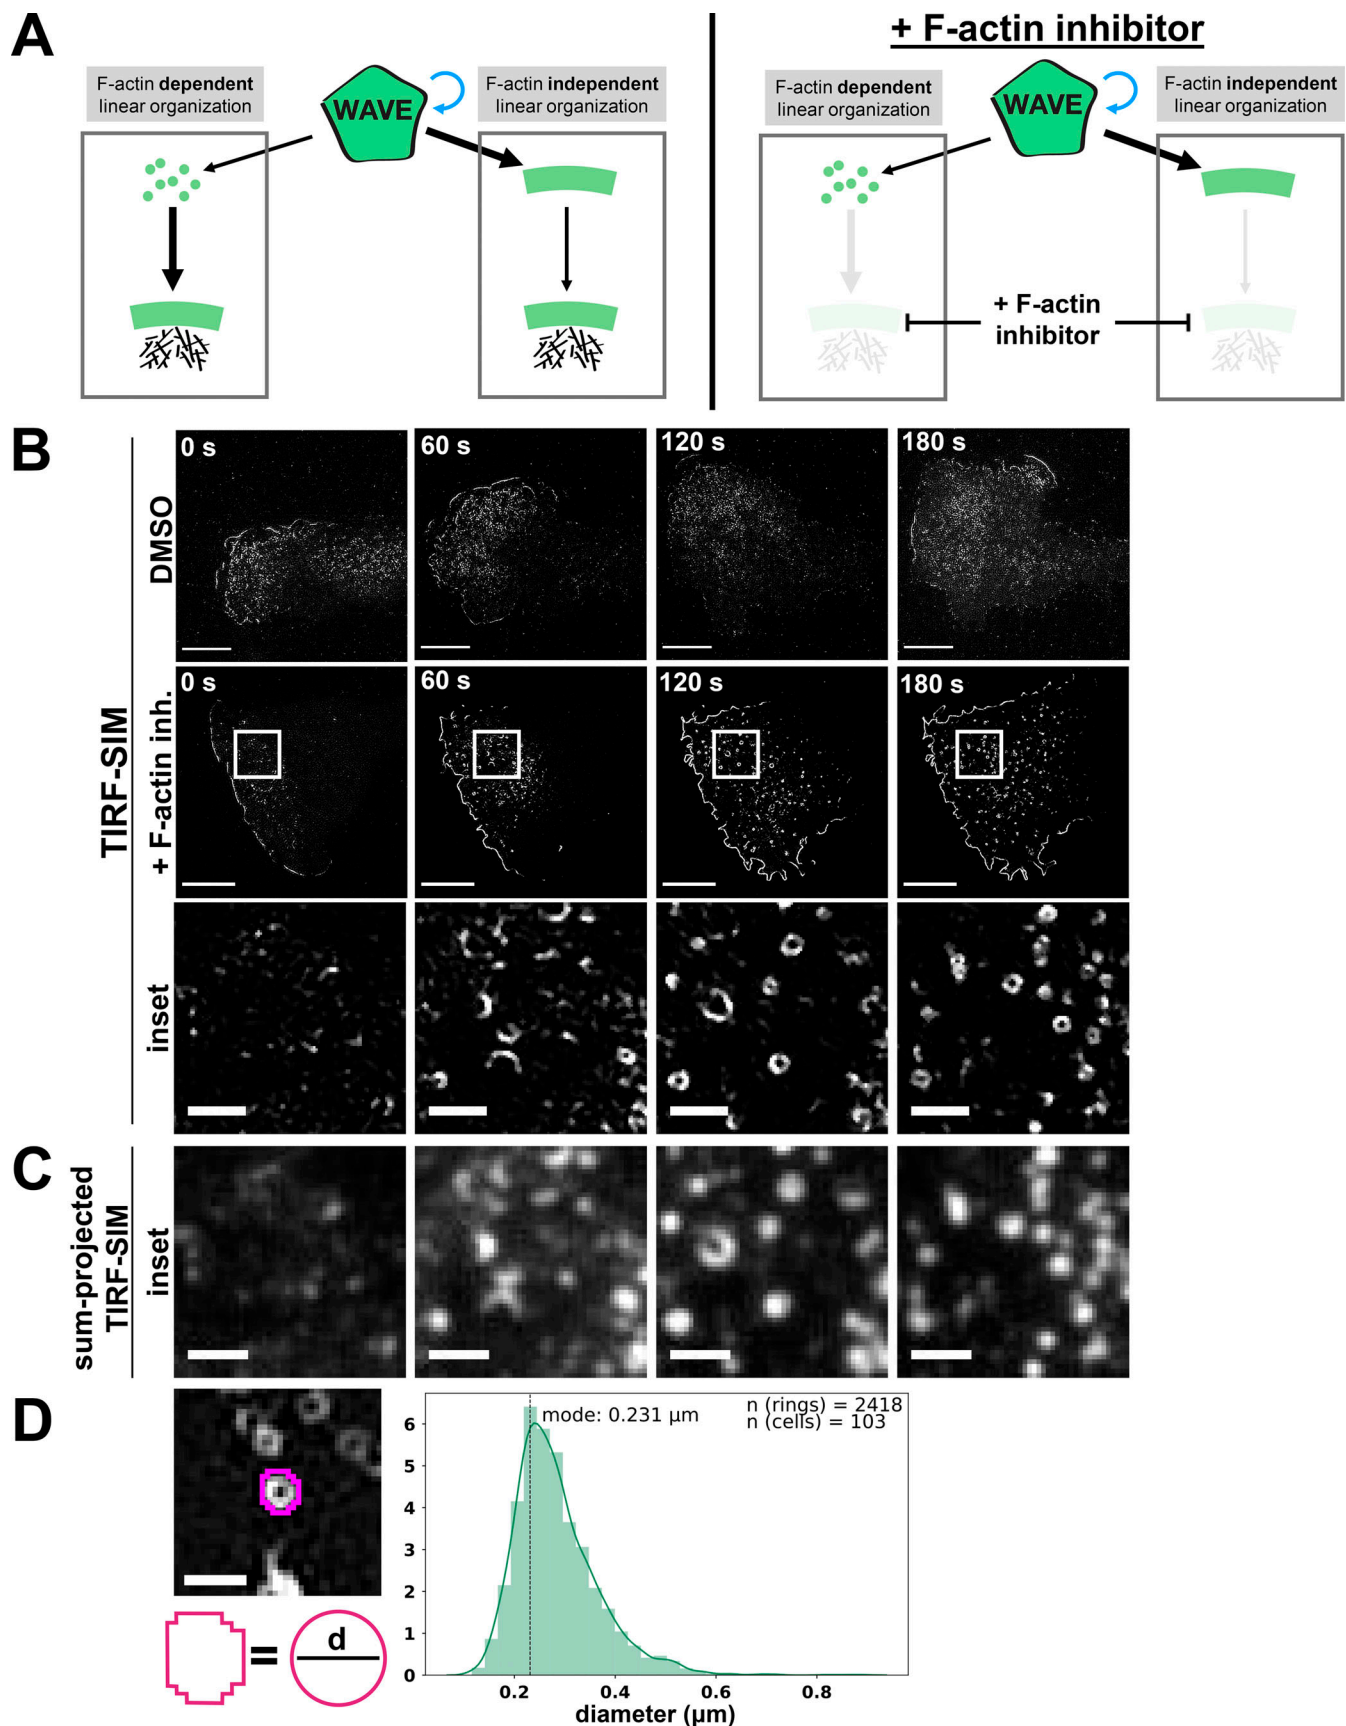 A
F-actin dependent
linear organization
WAVE
F-actin independent
linear organization
+ F-actin inhibitor
F-actin dependent
linear organization
WAVE
F-actin independent
linear organization
+ F-actin
inhibitor
B
TIRF-SIM
DMSO
0 s
60 s
120 s
180 s
+ F-actin inh.
0 s
60 s
120 s
180 s
inset
C
sum-projected
TIRF-SIM
inset
D
d
=
mode: 0.231 µm
n (rings) = 2418
n (cells) = 103
6
5
4
3
2
1
0
0.2
0.4
0.6
0.8
diameter (µm)